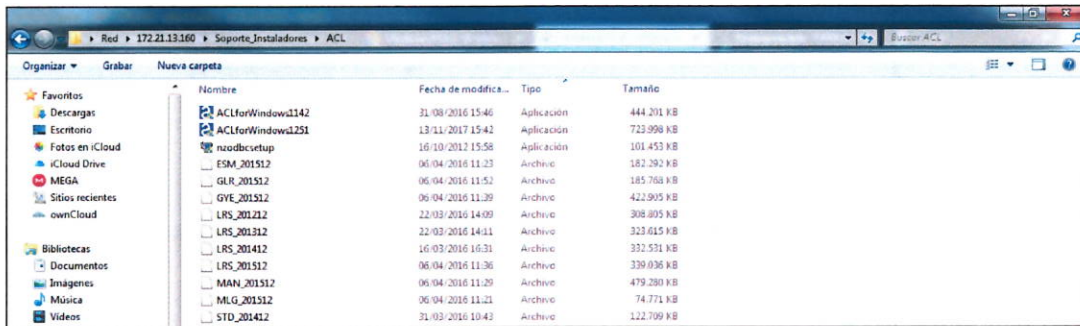 Red ▸ 172.21.13.160 ▸ Soporte_Instaladores ▸ ACL
Buscar ACL
Organizar Grabar Nueva carpeta
Favoritos
Descargas
Escritorio
Fotos en iCloud
iCloud Drive
MEGA
Sitios recientes
ownCloud
Bibliotecas
Documentos
Imágenes
Música
Vídeos
Nombre Fecha de modifica... Tipo Tamaño
ACLforWindows1142 31/08/2016 15:46 Aplicación 444.201 KB
ACLforWindows1251 13/11/2017 15:42 Aplicación 723.998 KB
nzodbcsetup 16/10/2012 15:58 Aplicación 101.453 KB
ESM_201512 06/04/2016 11:23 Archivo 182.292 KB
GLR_201512 06/04/2016 11:52 Archivo 185.768 KB
GYE_201512 06/04/2016 11:39 Archivo 422.905 KB
LRS_201212 22/03/2016 14:09 Archivo 308.805 KB
LRS_201312 22/03/2016 14:11 Archivo 323.615 KB
LRS_201412 16/03/2016 16:31 Archivo 332.531 KB
LRS_201512 06/04/2016 11:36 Archivo 339.036 KB
MAN_201512 06/04/2016 11:29 Archivo 479.280 KB
MLG_201512 06/04/2016 11:21 Archivo 74.771 KB
STD_201412 31/03/2016 10:43 Archivo 122.709 KB